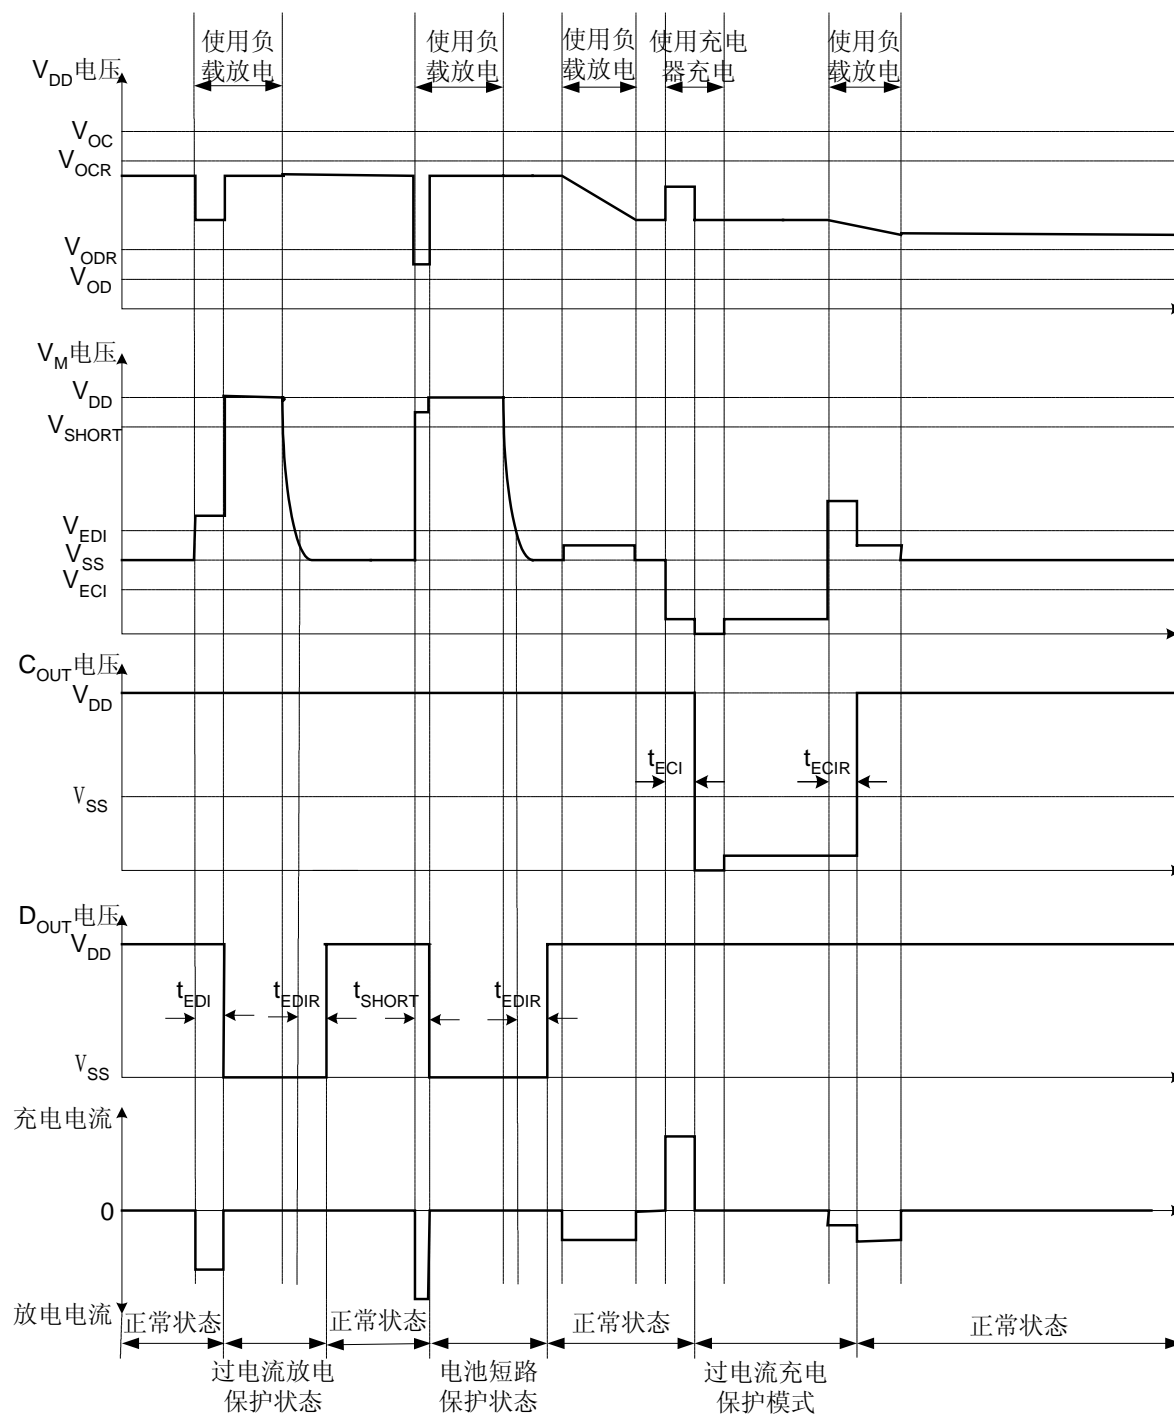 使用负
载放电
使用负
载放电
使用负
载放电
使用充电
器充电
使用负
载放电
VDD电压
VOC
VOCR
VODR
VOD
VM电压
VDD
VSHORT
VEDI
VSS
VECI
COUT电压
VDD
tECI
tECIR
VSS
DOUT电压
VDD
tEDI
tEDIR
tSHORT
tEDIR
VSS
充电电流
0
放电电流
正常状态
正常状态
正常状态
正常状态
过电流放电
保护状态
电池短路
保护状态
过电流充电
保护模式